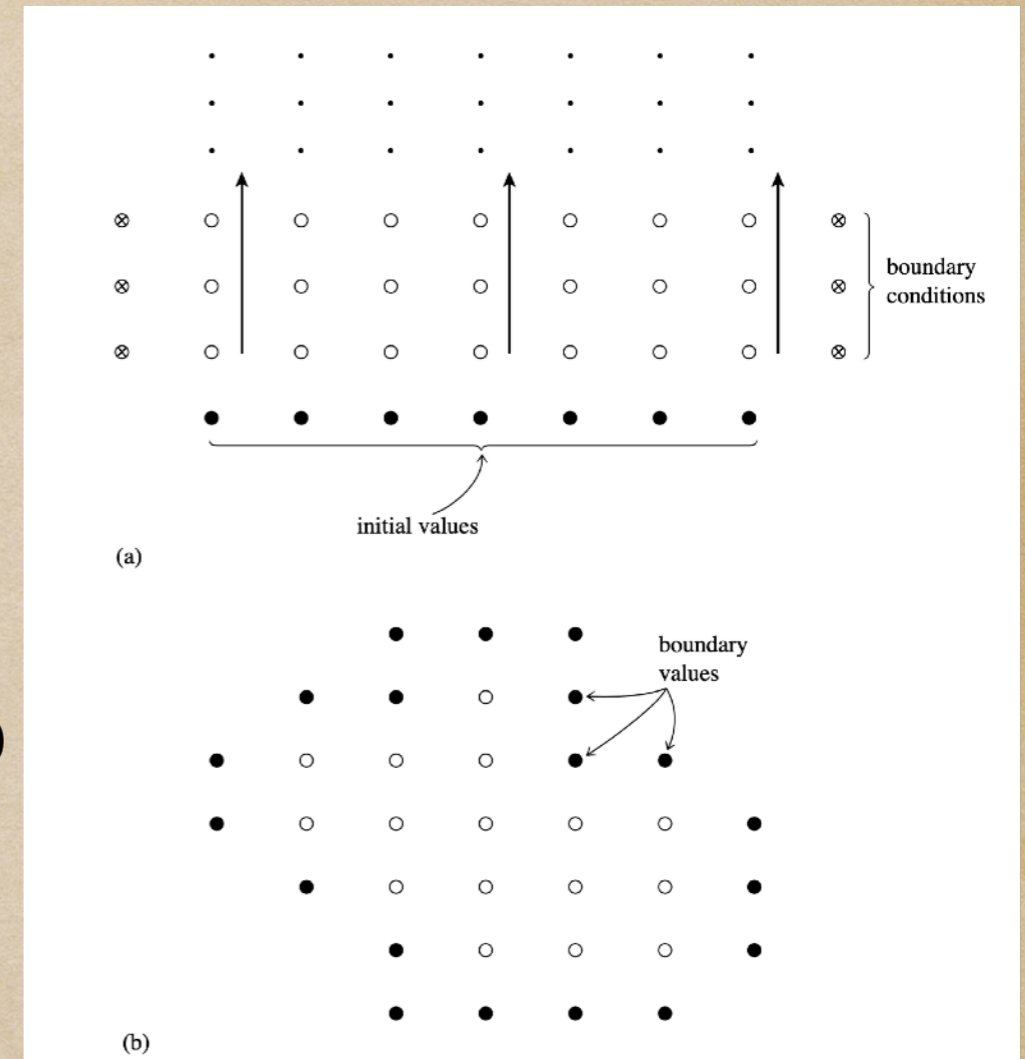 boundary
conditions
initial values
(a)
boundary
values
(b)